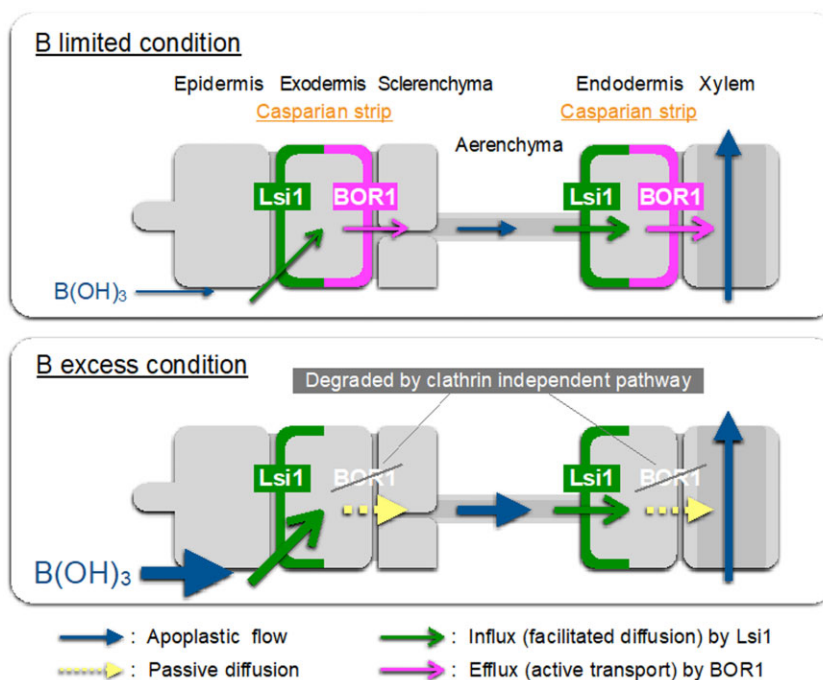 B limited condition
Epidermis Exodermis Sclerenchyma Endodermis Xylem
Casparian strip Casparian strip
Aerenchyma
Lsi1 BOR1 Lsi1 BOR1
B(OH)₃
B excess condition
Degraded by clathrin independent pathway
Lsi1 BOR1 Lsi1 BOR1
B(OH)₃
: Apoplastic flow : Influx (facilitated diffusion) by Lsi1
: Passive diffusion : Efflux (active transport) by BOR1